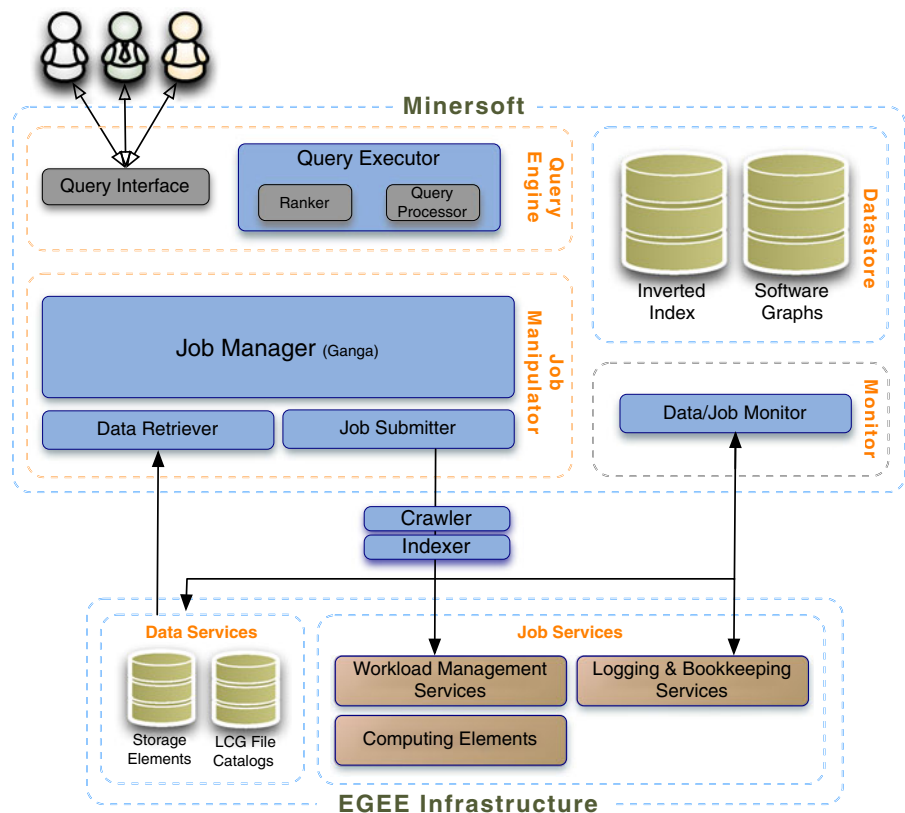 Minersoft
Query Interface
Query Executor
Ranker
Query
Processor
Query
Engine
Inverted
Index
Software
Graphs
Datastore
Job Manager (Ganga)
Data Retriever
Job Submitter
Job
Manipulator
Data/Job Monitor
Monitor
Crawler
Indexer
Data Services
Storage
Elements
LCG File
Catalogs
Job Services
Workload Management
Services
Logging & Bookkeeping
Services
Computing Elements
EGEE Infrastructure